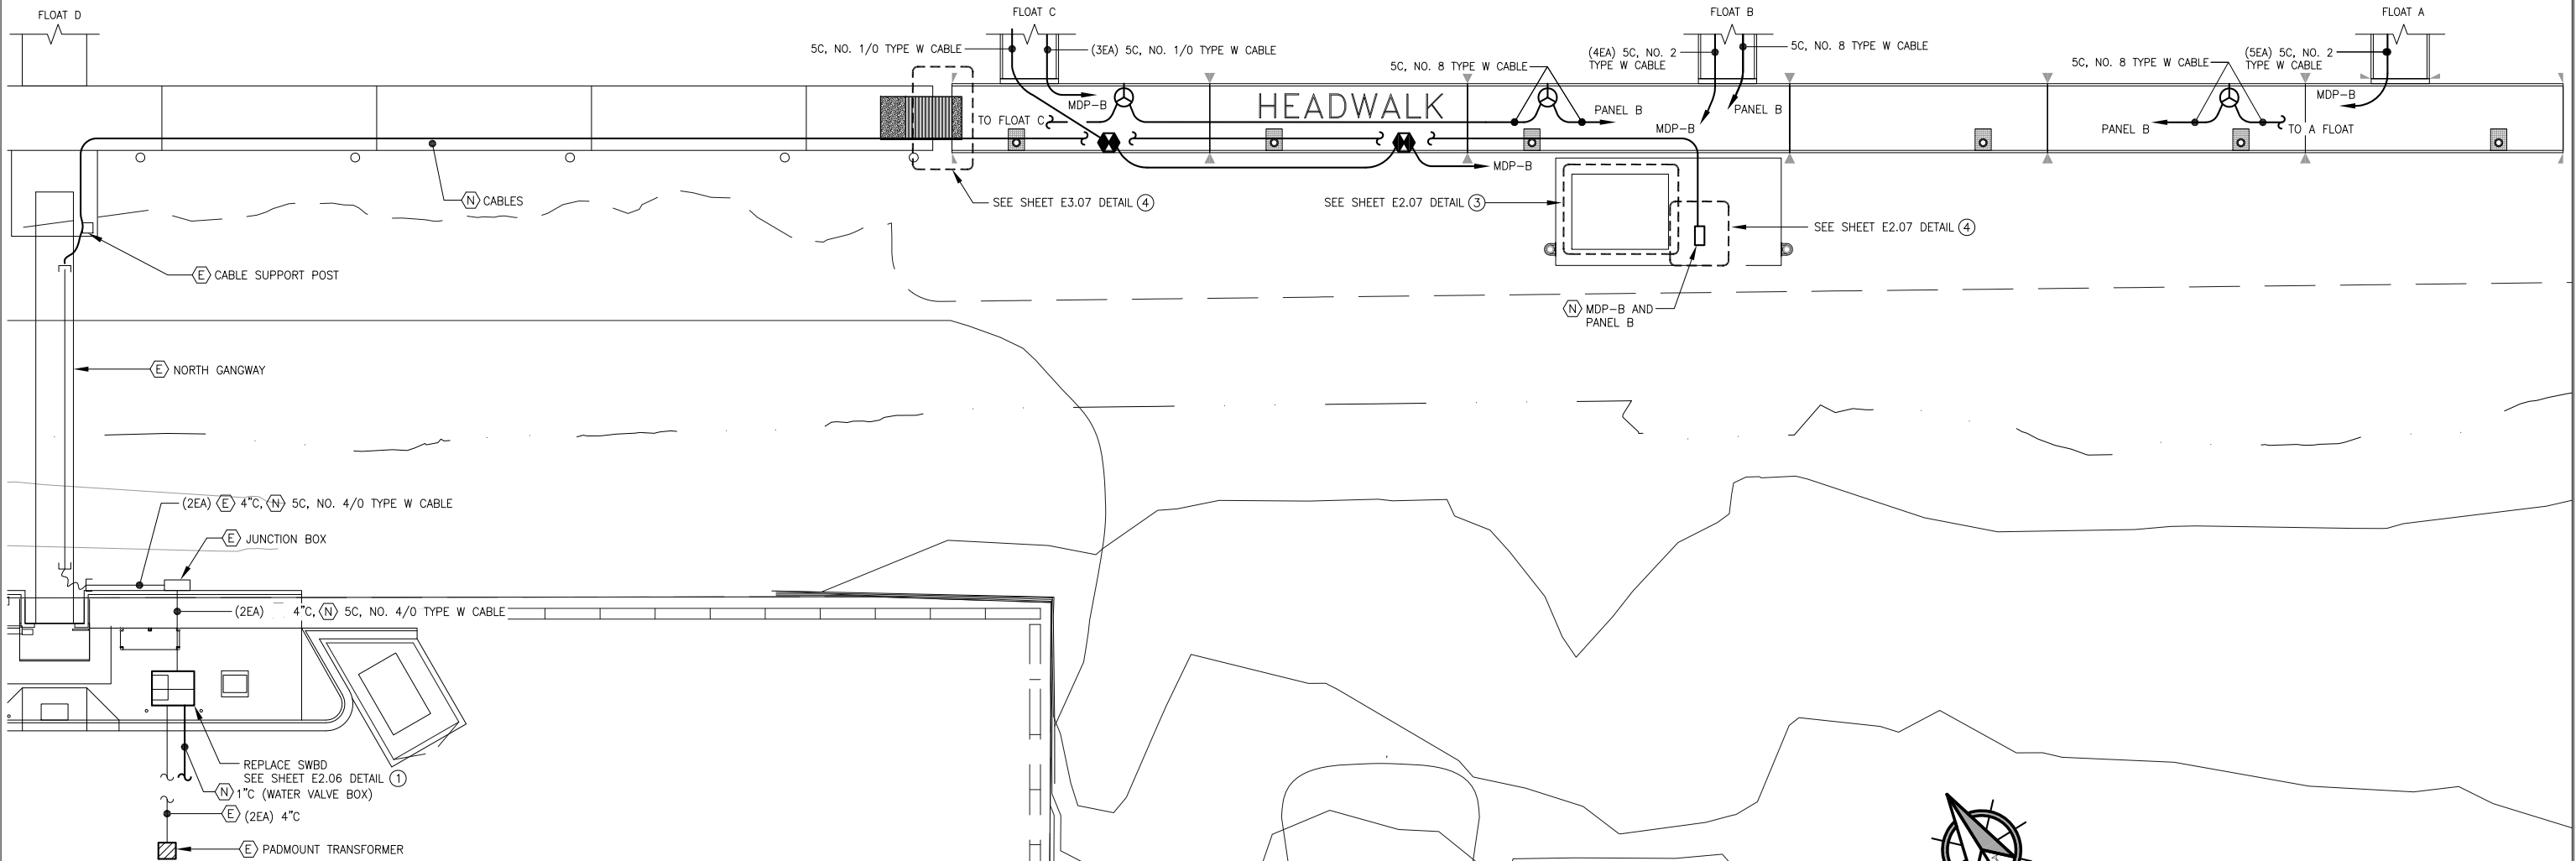 FLOAT D
FLOAT C
FLOAT B
FLOAT A
5C, NO. 1/0 TYPE W CABLE
(3EA) 5C, NO. 1/0 TYPE W CABLE
(4EA) 5C, NO. 2
TYPE W CABLE
5C, NO. 8 TYPE W CABLE
5C, NO. 8 TYPE W CABLE
5C, NO. 8 TYPE W CABLE
(5EA) 5C, NO. 2
TYPE W CABLE
MDP-B
HEADWALK
PANEL B
PANEL B
MDP-B
MDP-B
TO FLOAT C
PANEL B
TO A FLOAT
MDP-B
N CABLES
SEE SHEET E3.07 DETAIL 4
SEE SHEET E2.07 DETAIL 3
SEE SHEET E2.07 DETAIL 4
E CABLE SUPPORT POST
N MDP-B AND
PANEL B
E NORTH GANGWAY
(2EA) E 4"C, N 5C, NO. 4/0 TYPE W CABLE
E JUNCTION BOX
(2EA) 4"C, N 5C, NO. 4/0 TYPE W CABLE
REPLACE SWBD
SEE SHEET E2.06 DETAIL 1
N 1"C (WATER VALVE BOX)
E (2EA) 4"C
E PADMOUNT TRANSFORMER